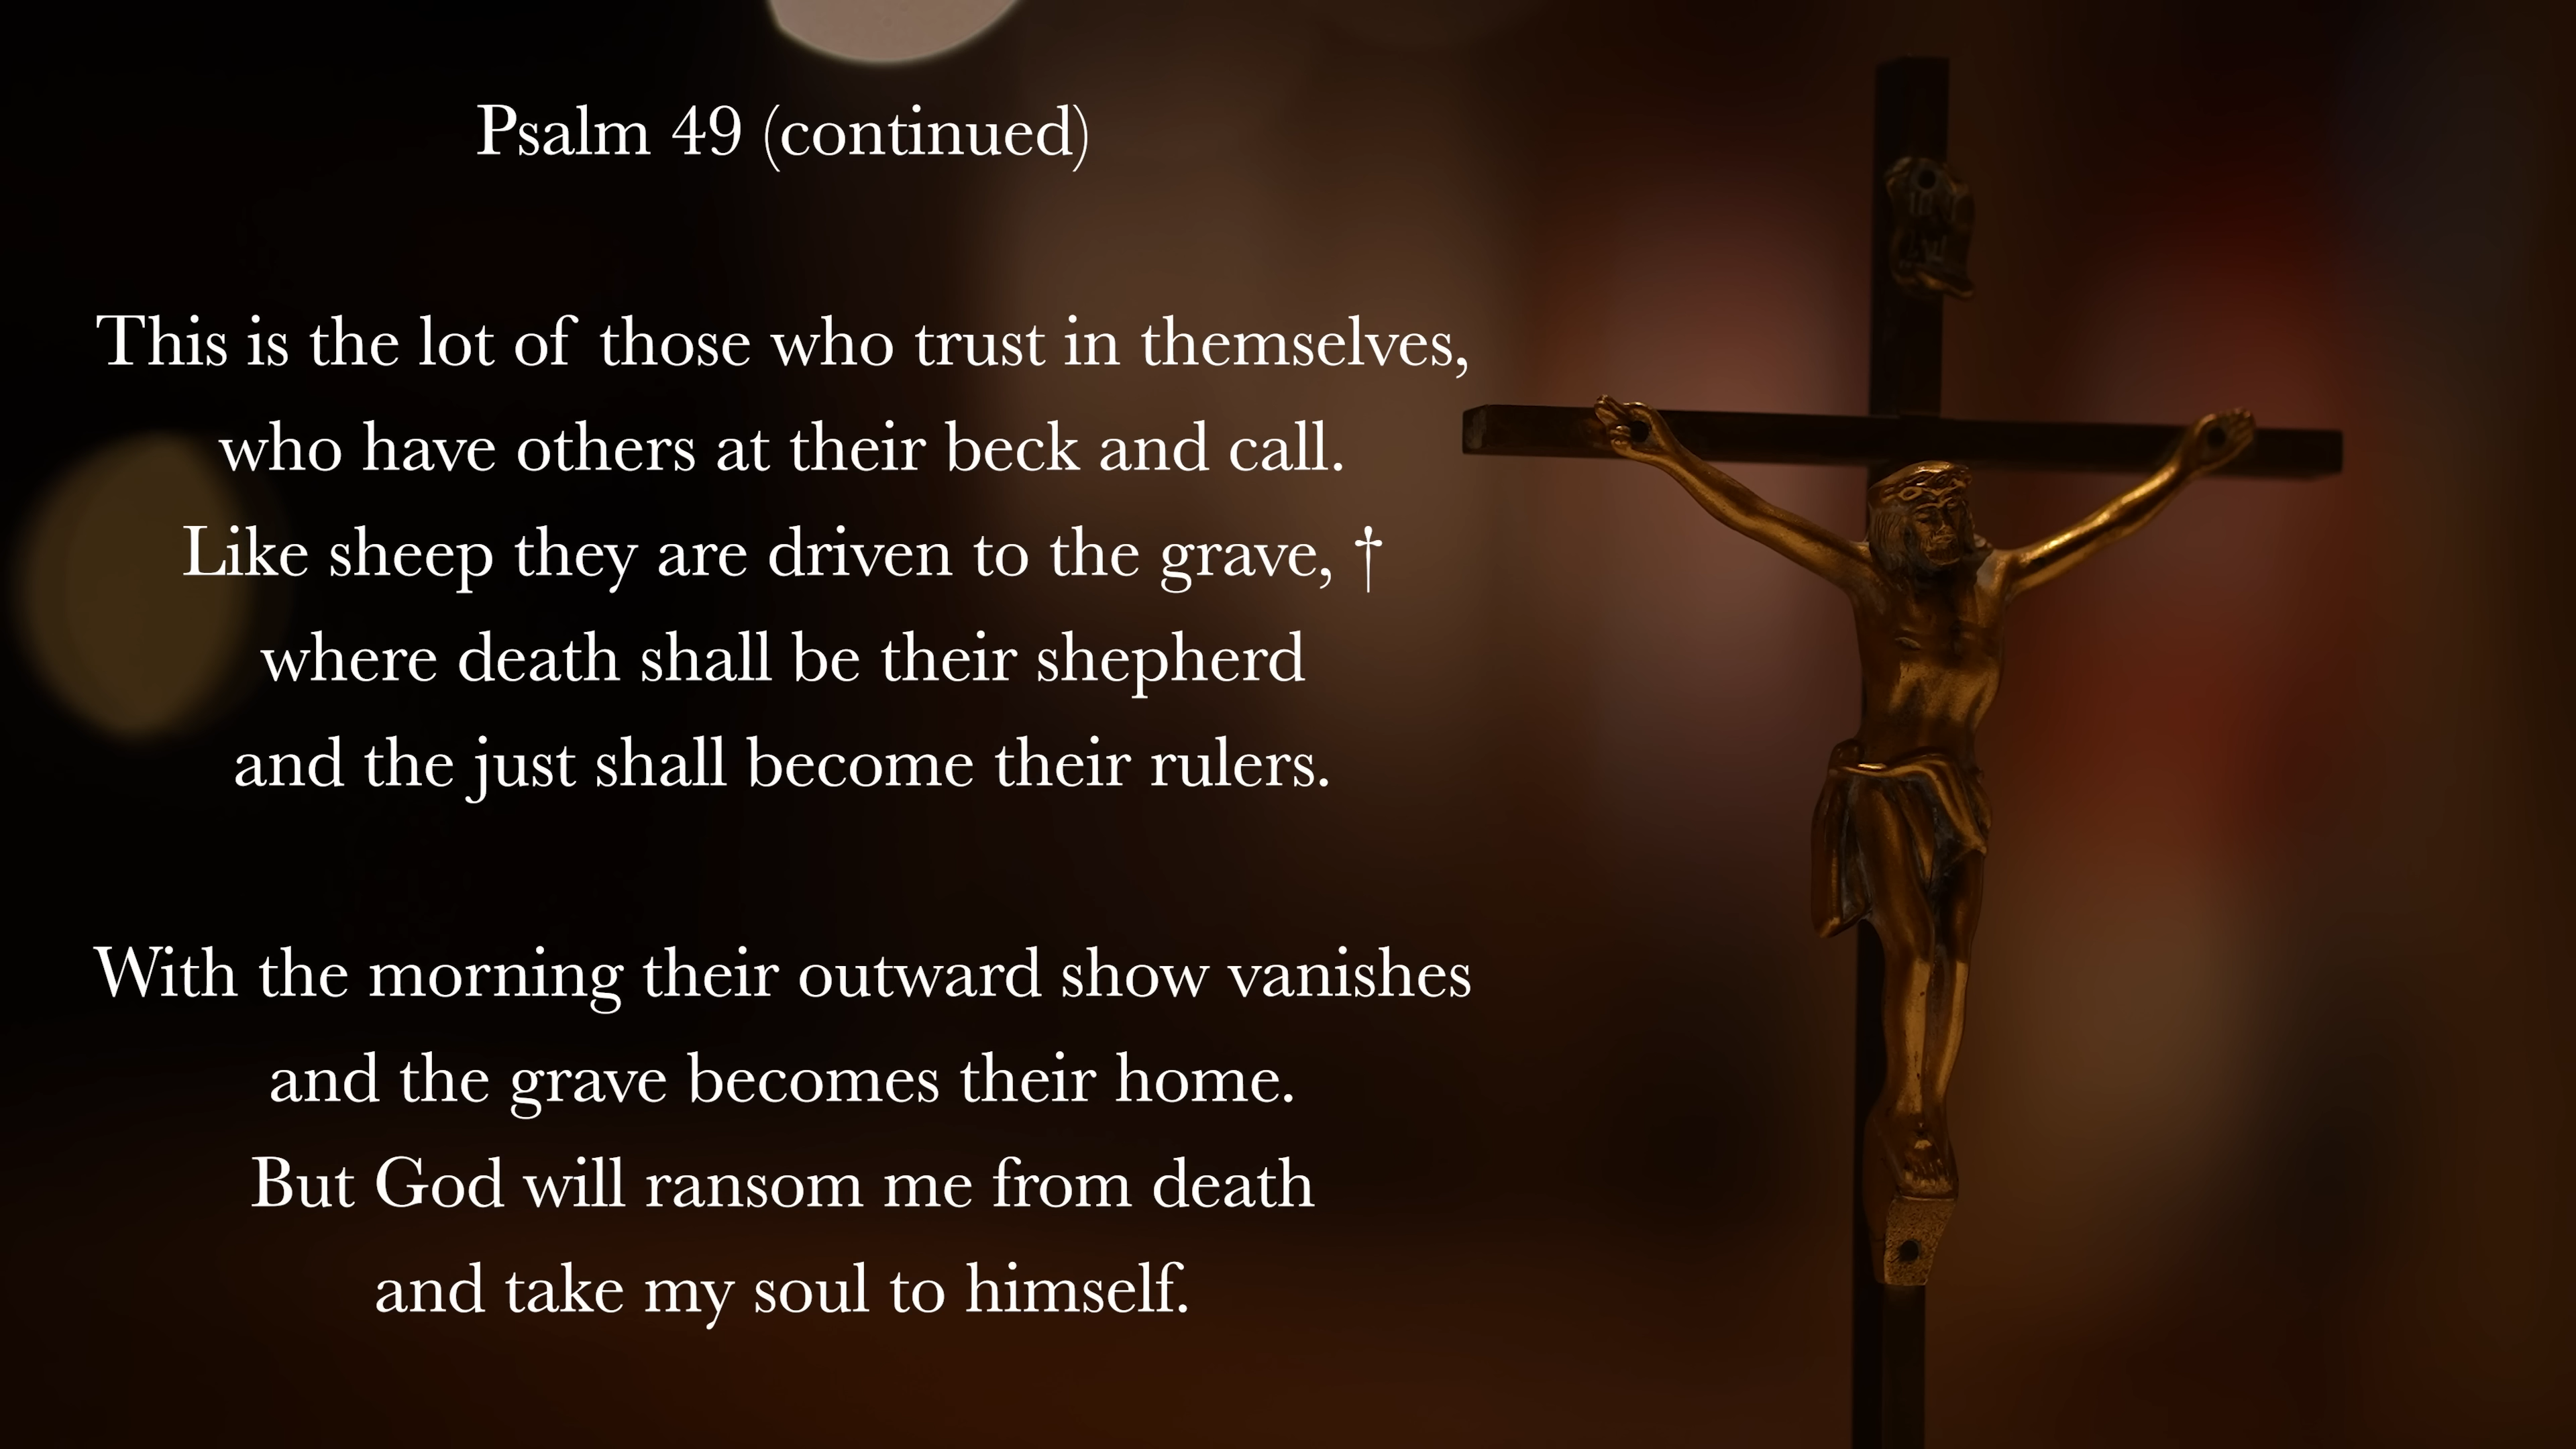 Psalm 49 (continued)
This is the lot of those who trust in themselves,
who have others at their beck and call.
Like sheep they are driven to the grave, †
where death shall be their shepherd
and the just shall become their rulers.
With the morning their outward show vanishes
and the grave becomes their home.
But God will ransom me from death
and take my soul to himself.